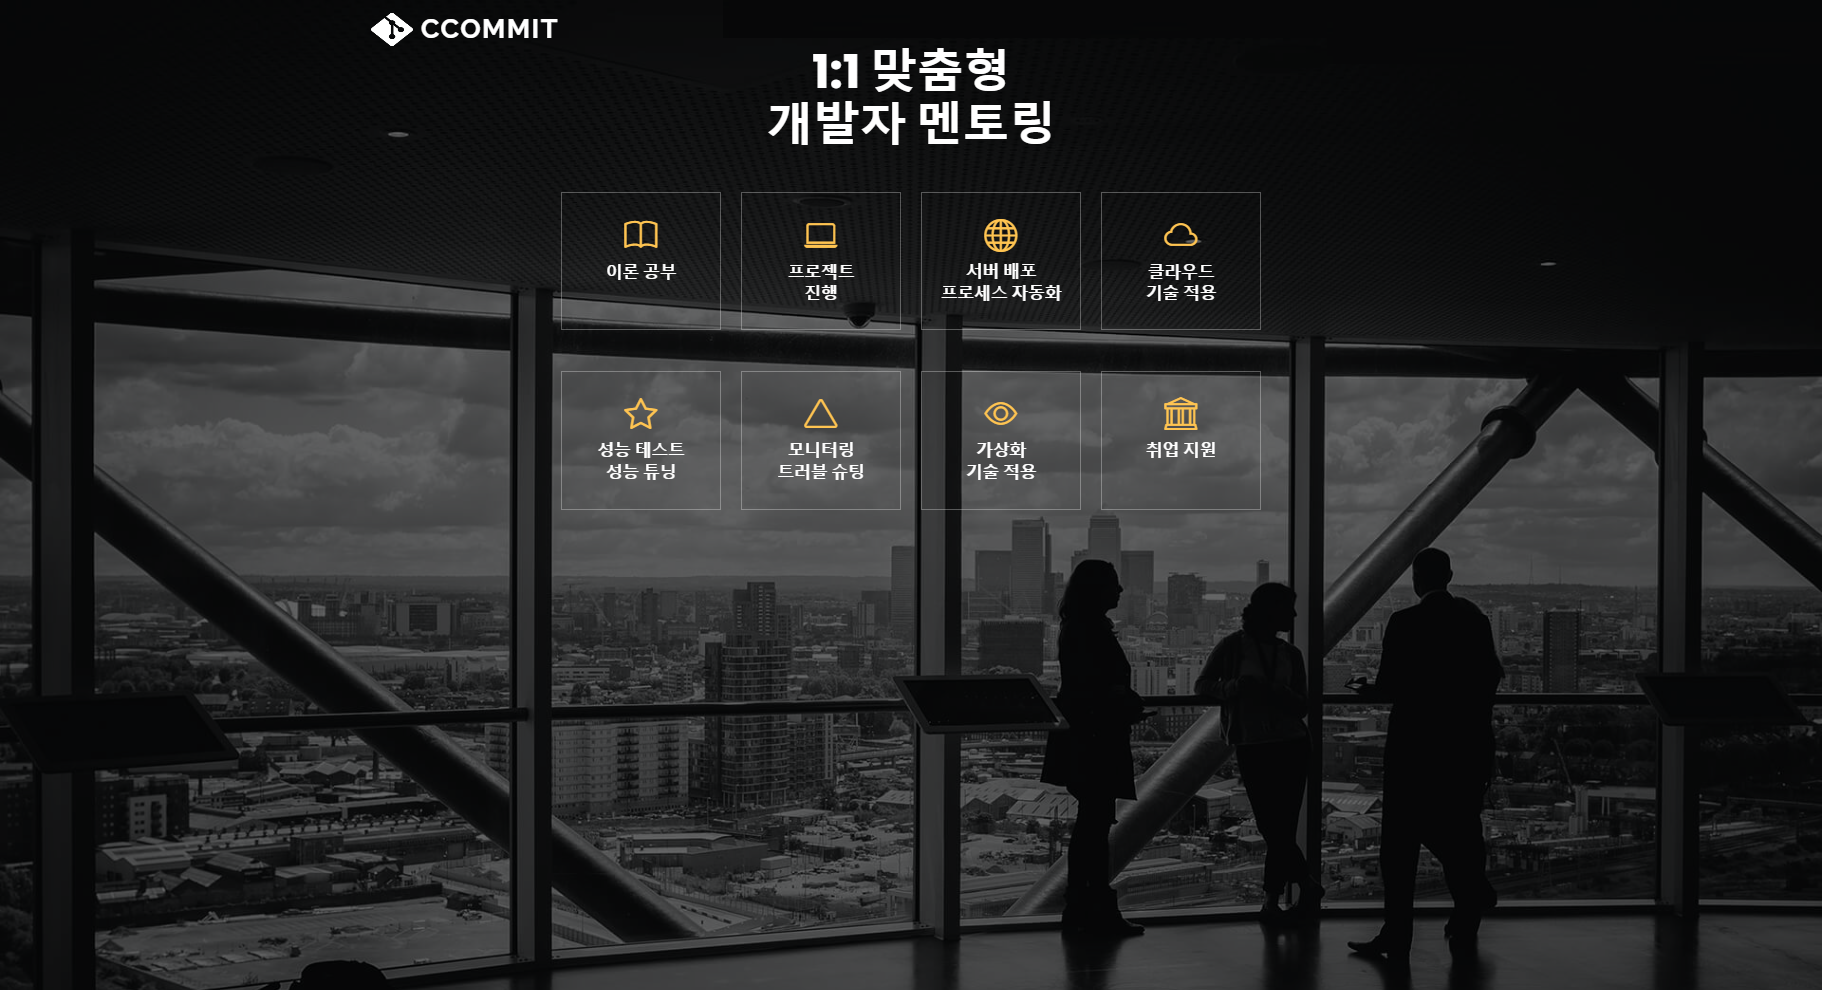 CCOMMIT
1:1 맞춤형
개발자 멘토링
이론 공부
프로젝트
진행
서버 배포
프로세스 자동화
클라우드
기술 적용
성능 테스트
성능 튜닝
모니터링
트러블 슈팅
가상화
기술 적용
취업 지원